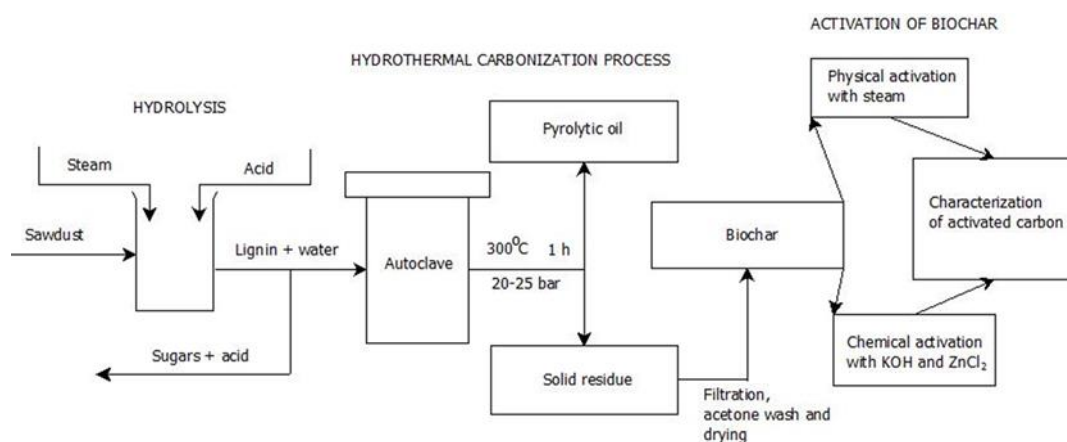 ACTIVATION OF BIOCHAR
HYDROTHERMAL CARBONIZATION PROCESS
HYDROLYSIS
Steam
Acid
Sawdust
Lignin + water
Sugars + acid
Autoclave
300⁰C 1 h
20-25 bar
Pyrolytic oil
Solid residue
Filtration,
acetone wash and
drying
Biochar
Physical activation
with steam
Chemical activation
with KOH and ZnCl₂
Characterization
of activated carbon